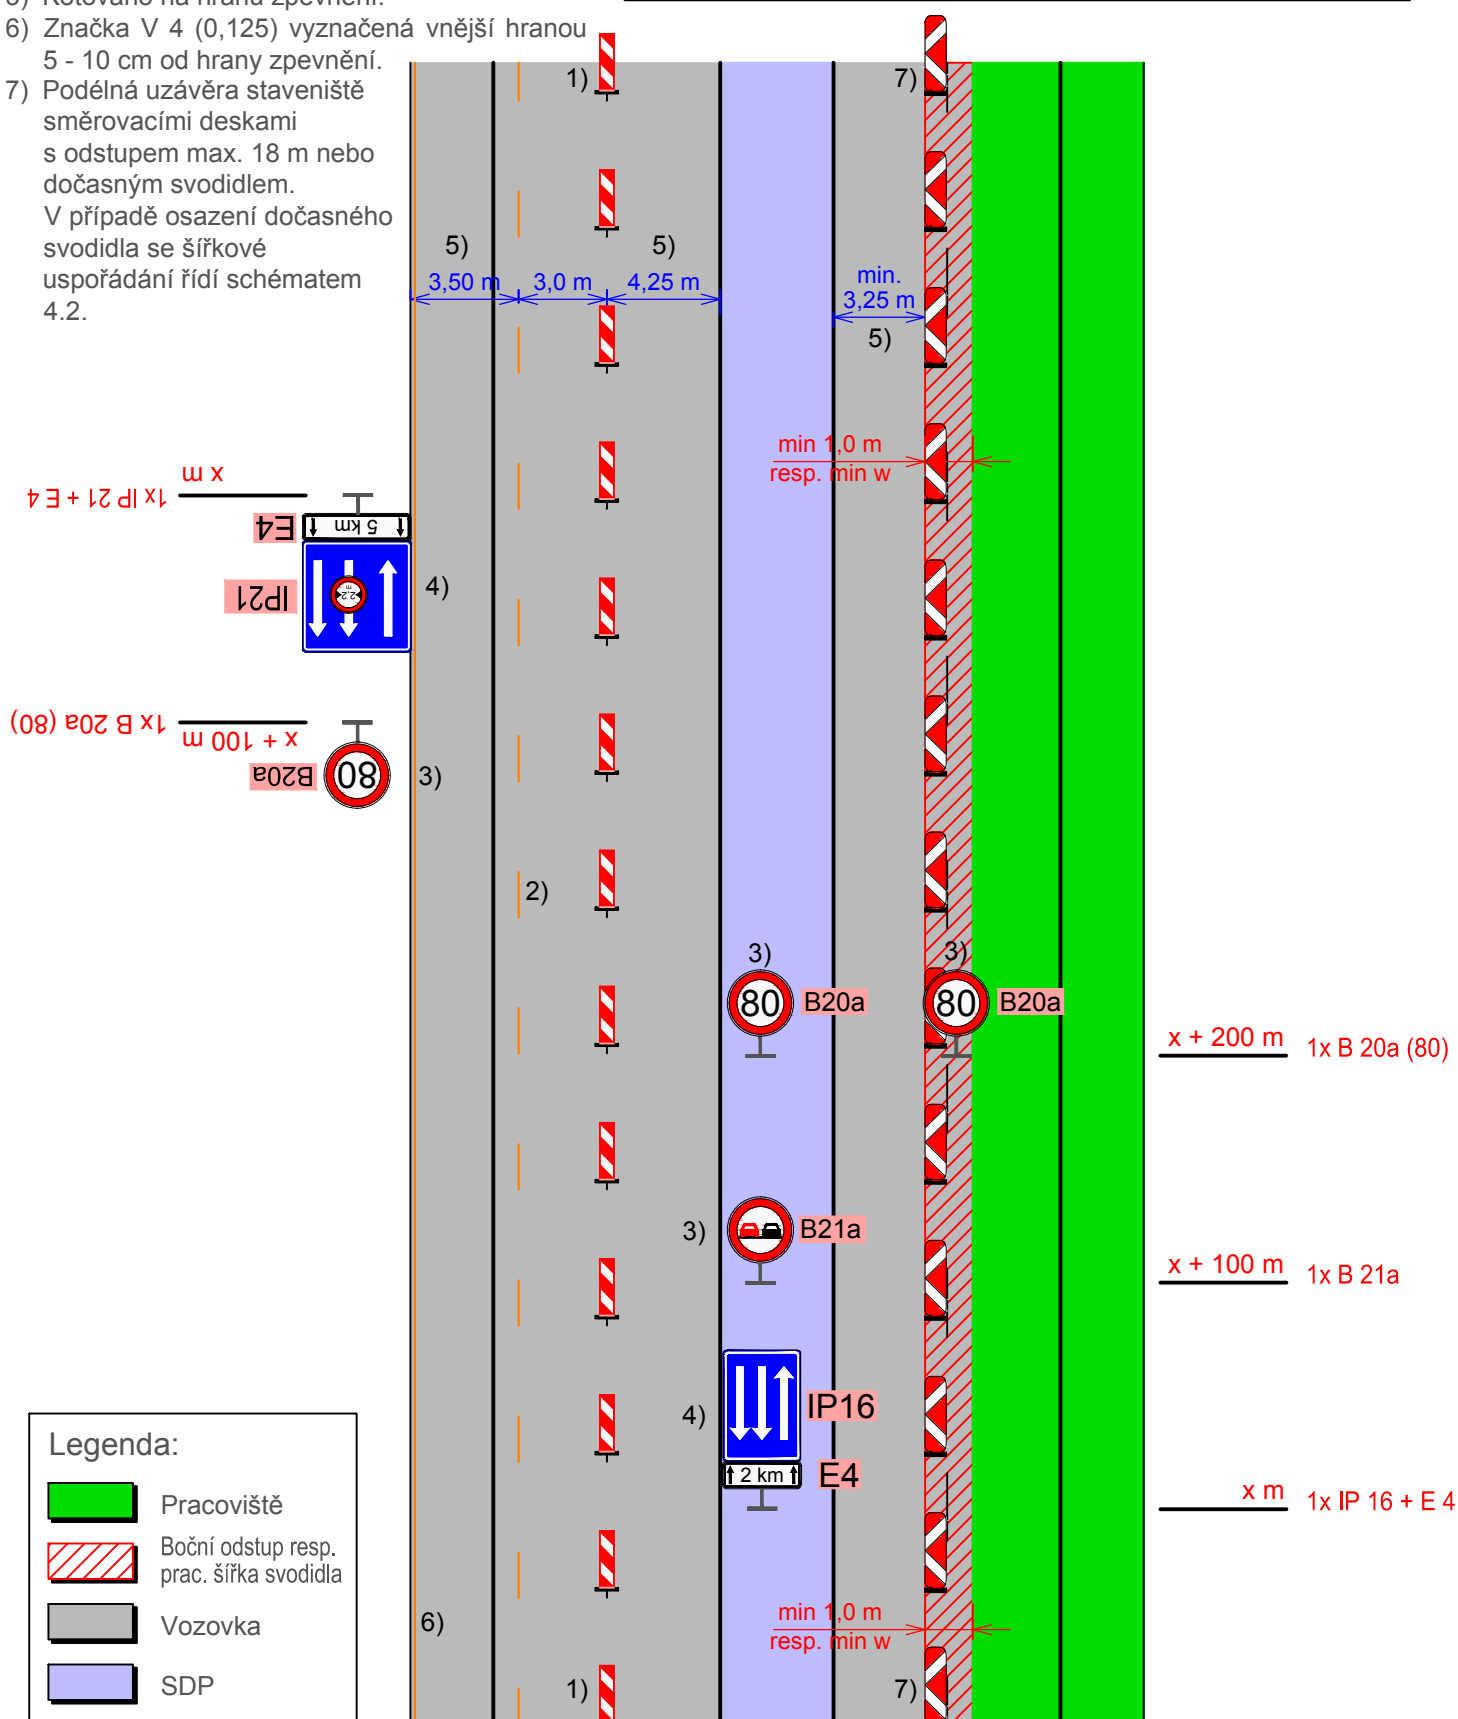 6) Značka V 4 (0,125) vyznačená vnější hranou
5 - 10 cm od hrany zpevnění.
7) Podélná uzávěra staveniště
směrovacími deskami
s odstupem max. 18 m nebo
dočasným svodidlem.
V případě osazení dočasného
svodidla se šířkové
uspořádání řídí schématem
4.2.
1)
7)
5)
5)
3,50 m
3,0 m
4,25 m
min.
3,25 m
5)
min 1,0 m
resp. min w
x m
1x IP 21 + E 4
E4
5 km
IP21
2,2
m
4)
1x B 20a (80)
x + 100 m
B20a
80
3)
2)
3)
80
B20a
3)
80
B20a
x + 200 m
1x B 20a (80)
3)
B21a
x + 100 m
1x B 21a
4)
IP16
2 km
E4
x m
1x IP 16 + E 4
6)
min 1,0 m
resp. min w
1)
7)
Legenda:
Pracoviště
Boční odstup resp.
prac. šířka svodidla
Vozovka
SDP